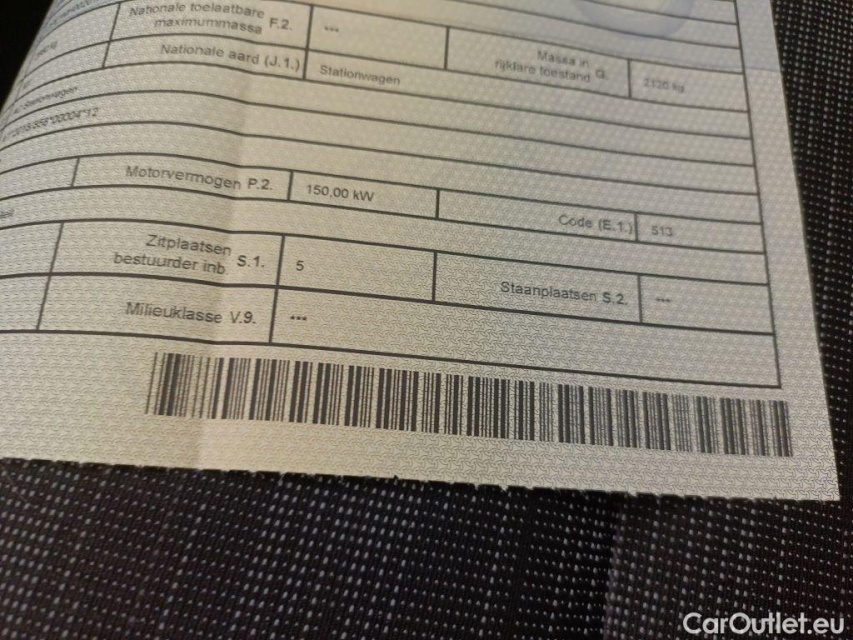 Nationale toelaatbare
maximummassa F.2. ***
Massa in
rijklare toestand G. 2120 kg
Nationale aard (J.1.) Stationwagen
Motorvermogen P.2. 150,00 kW
Code (E.1.) 513
Zitplaatsen
bestuurder inb. S.1. 5
Staanplaatsen S.2. ***
Milieuklasse V.9. ***
CarOutlet.eu